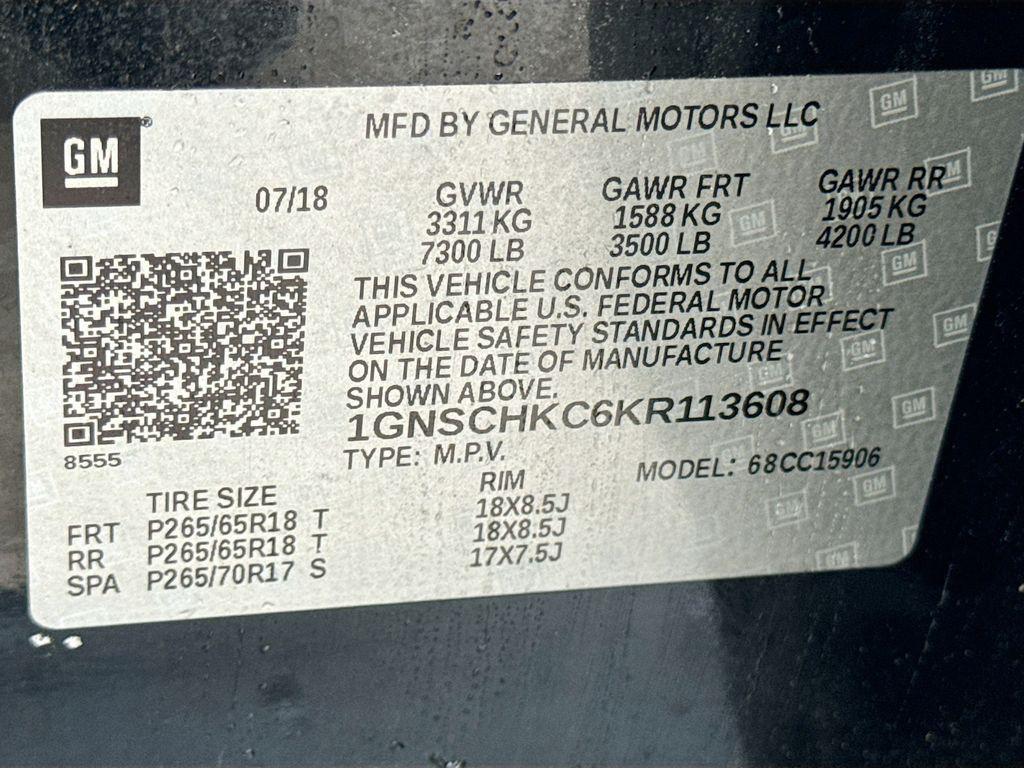 GM
MFD BY GENERAL MOTORS LLC
07/18
GVWR GAWR FRT GAWR RR
3311 KG 1588 KG 1905 KG
7300 LB 3500 LB 4200 LB
THIS VEHICLE CONFORMS TO ALL
APPLICABLE U.S. FEDERAL MOTOR
VEHICLE SAFETY STANDARDS IN EFFECT
ON THE DATE OF MANUFACTURE
SHOWN ABOVE.
1GNSCHKC6KR113608
8555
TYPE: M.P.V. MODEL: 68CC15906
TIRE SIZE RIM
FRT P265/65R18 T 18X8.5J
RR P265/65R18 T 18X8.5J
SPA P265/70R17 S 17X7.5J